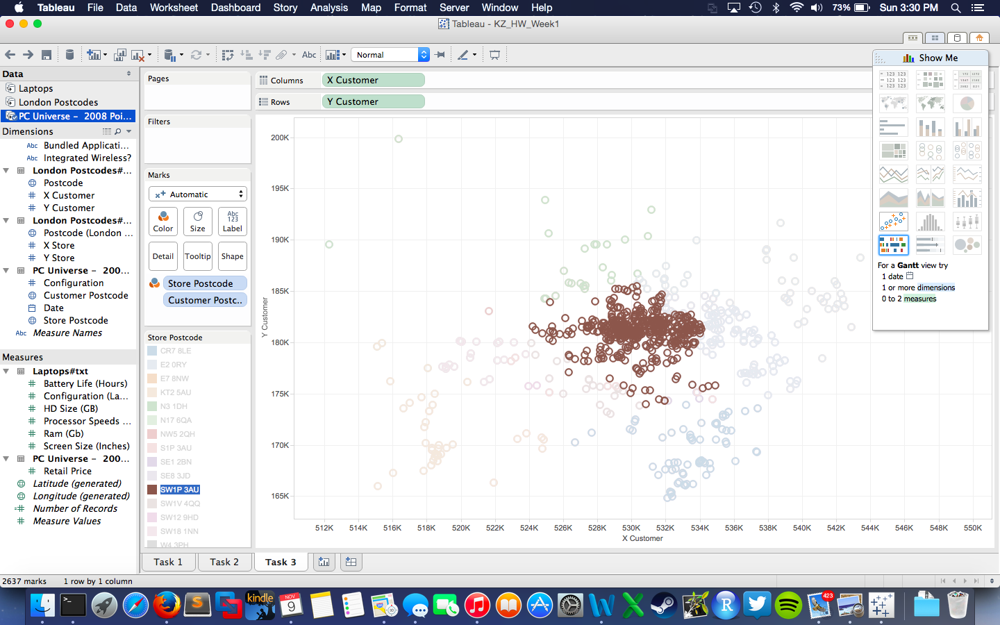 Tableau File Data Worksheet Dashboard Story Analysis Map Format Server Window Help 73% Sun 3:30 PM
Tableau - KZ_HW_Week1
Abc Normal
Data
Laptops
London Postcodes
PC Universe – 2008 Poi...
Dimensions
Abc Bundled Applicati...
Abc Integrated Wireless?
London Postcodes#...
Postcode
# X Customer
# Y Customer
London Postcodes#...
Postcode (London ...
# X Store
# Y Store
PC Universe – 200...
# Configuration
Customer Postcode
Date
Store Postcode
Abc Measure Names
Measures
Laptops#txt
# Battery Life (Hours)
# Configuration (La...
# HD Size (GB)
# Processor Speeds ...
# Ram (Gb)
# Screen Size (Inches)
PC Universe – 200...
# Retail Price
Latitude (generated)
Longitude (generated)
=# Number of Records
# Measure Values
Pages
Filters
Marks
Automatic
Color Size Abc 123 Label
Detail Tooltip Shape
Store Postcode
Customer Postc..
Store Postcode
CR7 8LE
E2 0RY
E7 8NW
KT2 5AU
N3 1DH
N17 6QA
NW5 2QH
S1P 3AU
SE1 2BN
SE8 3JD
SW1P 3AU
SW1V 4QQ
SW12 9HD
SW18 1NN
W4 3PH
Columns X Customer
Rows Y Customer
200K
195K
190K
185K
180K
175K
170K
165K
Y Customer
512K 514K 516K 518K 520K 522K 524K 526K 528K 530K 532K 534K 536K 538K 540K 542K 544K 546K 548K 550K
X Customer
Show Me
123 123
123 123
123 123
For a Gantt view try
1 date
1 or more dimensions
0 to 2 measures
Task 1 Task 2 Task 3
2637 marks 1 row by 1 column
kindle
NOV
9
423